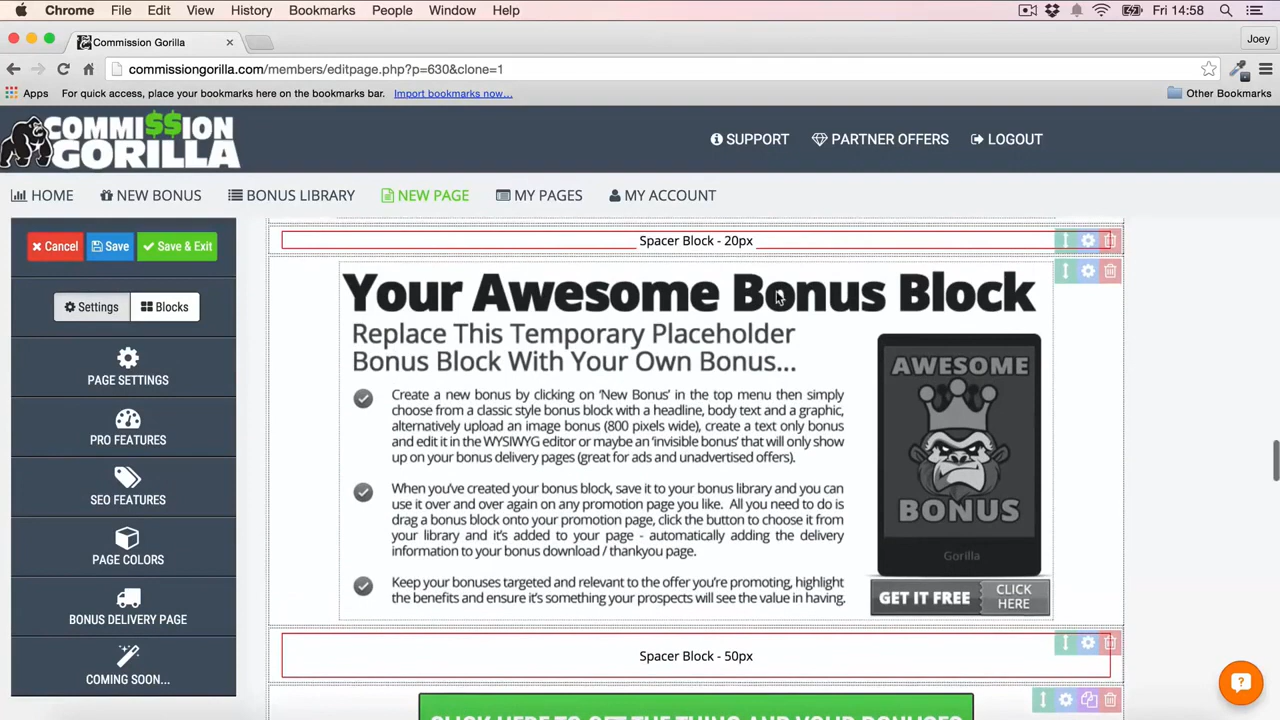 Chrome File Edit View History Bookmarks People Window Help Fri 14:58
Commission Gorilla Joey
commissiongorilla.com/members/editpage.php?p=630&clone=1
Apps For quick access, place your bookmarks here on the bookmarks bar. Import bookmarks now... Other Bookmarks
COMMI$$ION
GORILLA
SUPPORT PARTNER OFFERS LOGOUT
HOME NEW BONUS BONUS LIBRARY NEW PAGE MY PAGES MY ACCOUNT
Cancel Save Save & Exit
Settings Blocks
PAGE SETTINGS
PRO FEATURES
SEO FEATURES
PAGE COLORS
BONUS DELIVERY PAGE
COMING SOON...
Spacer Block - 20px
Your Awesome Bonus Block
Replace This Temporary Placeholder
Bonus Block With Your Own Bonus...
Create a new bonus by clicking on 'New Bonus' in the top menu then simply
choose from a classic style bonus block with a headline, body text and a graphic,
alternatively upload an image bonus (800 pixels wide), create a text only bonus
and edit it in the WYSIWYG editor or maybe an 'invisible bonus' that will only show
up on your bonus delivery pages (great for ads and unadvertised offers).
When you've created your bonus block, save it to your bonus library and you can
use it over and over again on any promotion page you like. All you need to do is
drag a bonus block onto your promotion page, click the button to choose it from
your library and it's added to your page - automatically adding the delivery
information to your bonus download / thankyou page.
Keep your bonuses targeted and relevant to the offer you're promoting, highlight
the benefits and ensure it's something your prospects will see the value in having.
AWESOME
BONUS
Gorilla
GET IT FREE CLICK
HERE
Spacer Block - 50px
CLICK HERE TO GET THE THING AND YOUR BONUSES